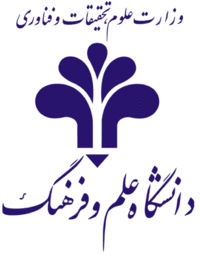 وزارت علوم، تحقیقات و فناوری
دانشگاه علم و فرهنگ